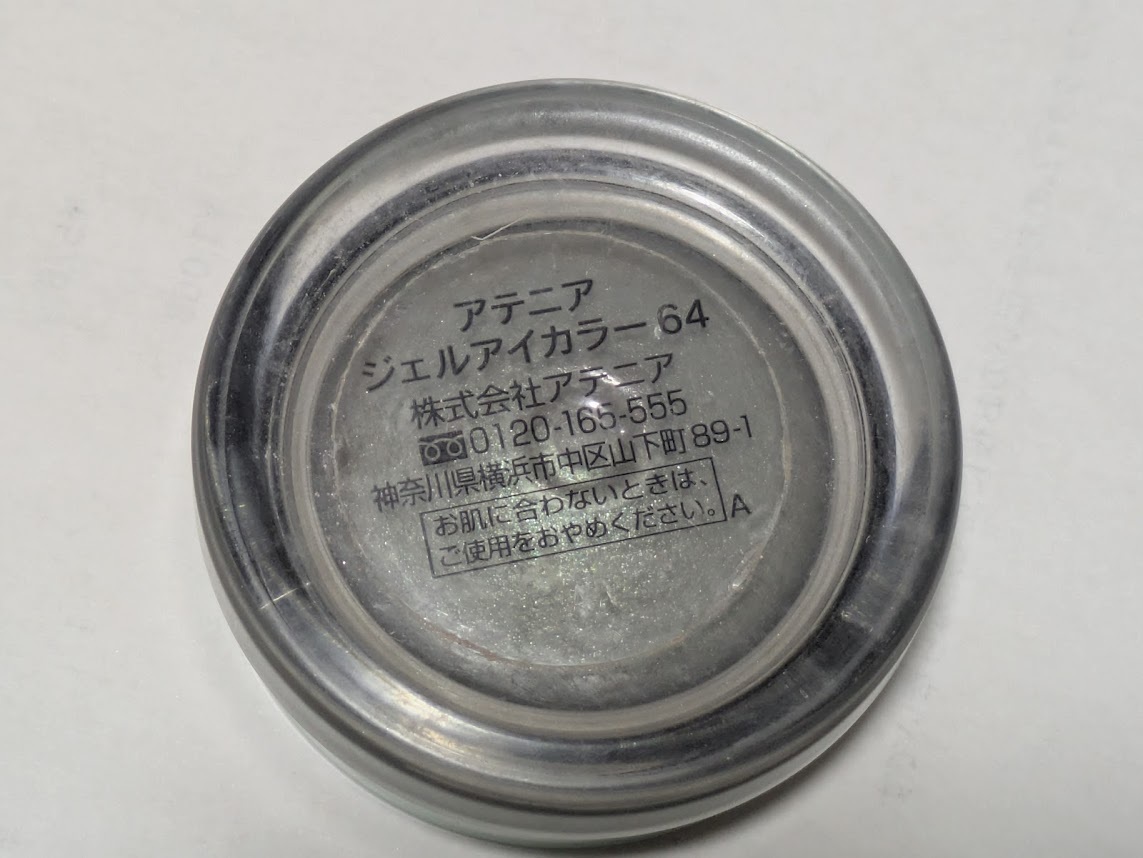 アテニア
ジェルアイカラー 64
株式会社アテニア
0120-165-555
神奈川県横浜市中区山下町 89-1
お肌に合わないときは、
ご使用をおやめください。 A